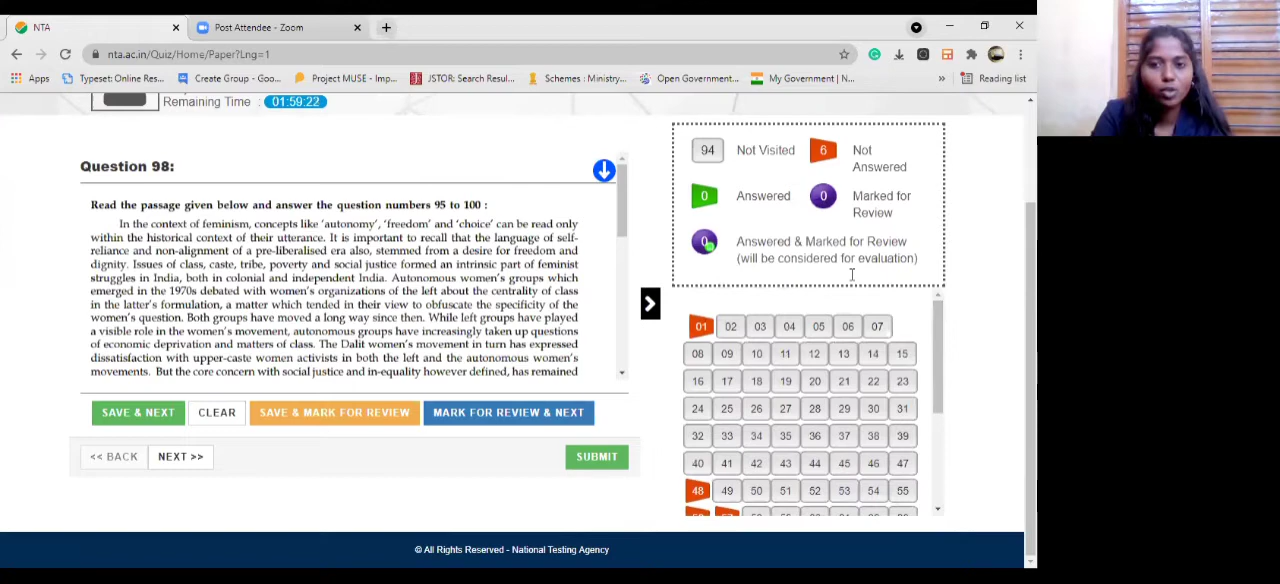 NTA
Post Attendee - Zoom
nta.ac.in/Quiz/Home/Paper?Lng=1
Apps
Typeset: Online Res...
Create Group - Goo...
Project MUSE - Imp...
JSTOR: Search Resul...
Schemes : Ministry...
Open Government...
My Government | N...
»
Reading list
Remaining Time : 01:59:22
Question 98:
Read the passage given below and answer the question numbers 95 to 100 :
In the context of feminism, concepts like 'autonomy', 'freedom' and 'choice' can be read only
within the historical context of their utterance. It is important to recall that the language of self-
reliance and non-alignment of a pre-liberalised era also, stemmed from a desire for freedom and
dignity. Issues of class, caste, tribe, poverty and social justice formed an intrinsic part of feminist
struggles in India, both in colonial and independent India. Autonomous women's groups which
emerged in the 1970s debated with women's organizations of the left about the centrality of class
in the latter's formulation, a matter which tended in their view to obfuscate the specificity of the
women's question. Both groups have moved a long way since then. While left groups have played
a visible role in the women's movement, autonomous groups have increasingly taken up questions
of economic deprivation and matters of class. The Dalit women's movement in turn has expressed
dissatisfaction with upper-caste women activists in both the left and the autonomous women's
movements. But the core concern with social justice and in-equality however defined, has remained
SAVE & NEXT
CLEAR
SAVE & MARK FOR REVIEW
MARK FOR REVIEW & NEXT
<< BACK
NEXT >>
SUBMIT
94 Not Visited
6 Not
Answered
0 Answered
0 Marked for
Review
0 Answered & Marked for Review
(will be considered for evaluation)
01 02 03 04 05 06 07
08 09 10 11 12 13 14 15
16 17 18 19 20 21 22 23
24 25 26 27 28 29 30 31
32 33 34 35 36 37 38 39
40 41 42 43 44 45 46 47
48 49 50 51 52 53 54 55
© All Rights Reserved - National Testing Agency